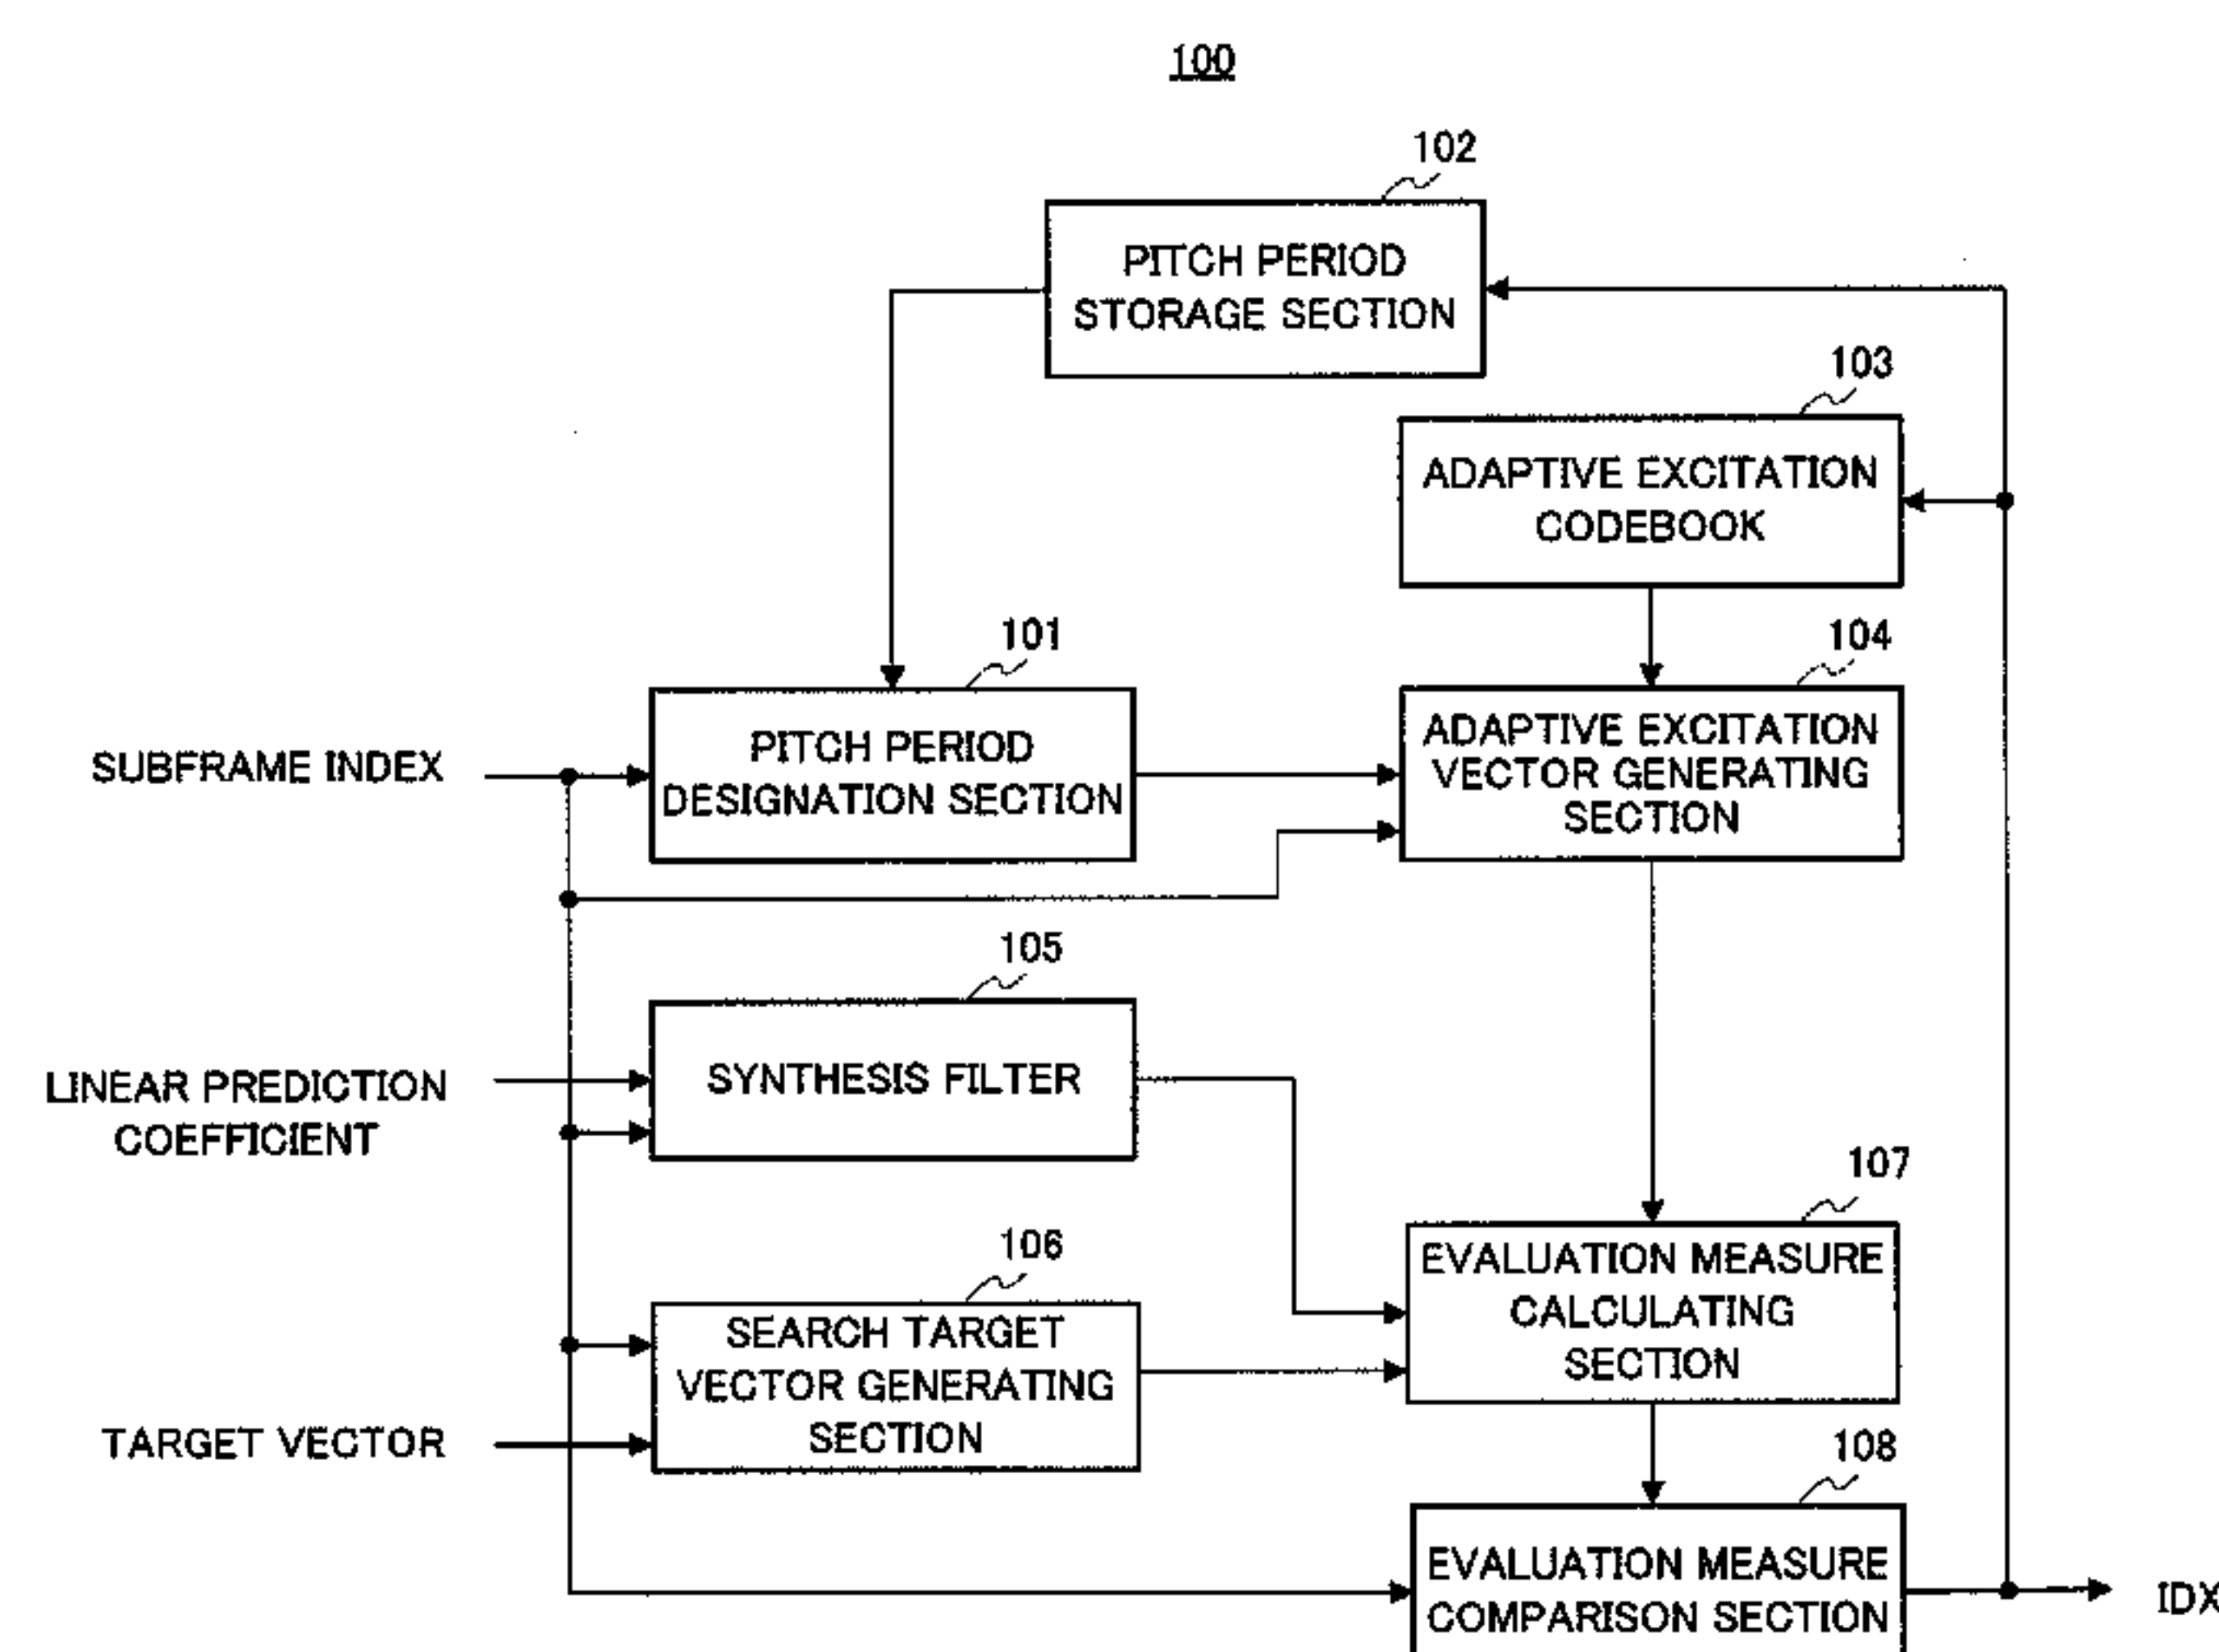 100
102
PITCH PERIOD
STORAGE SECTION
103
ADAPTIVE EXCITATION
CODEBOOK
101
104
SUBFRAME INDEX
PITCH PERIOD
DESIGNATION SECTION
ADAPTIVE EXCITATION
VECTOR GENERATING
SECTION
105
LINEAR PREDICTION
COEFFICIENT
SYNTHESIS FILTER
107
106
EVALUATION MEASURE
CALCULATING
SECTION
SEARCH TARGET
VECTOR GENERATING
SECTION
TARGET VECTOR
108
EVALUATION MEASURE
COMPARISON SECTION
IDX